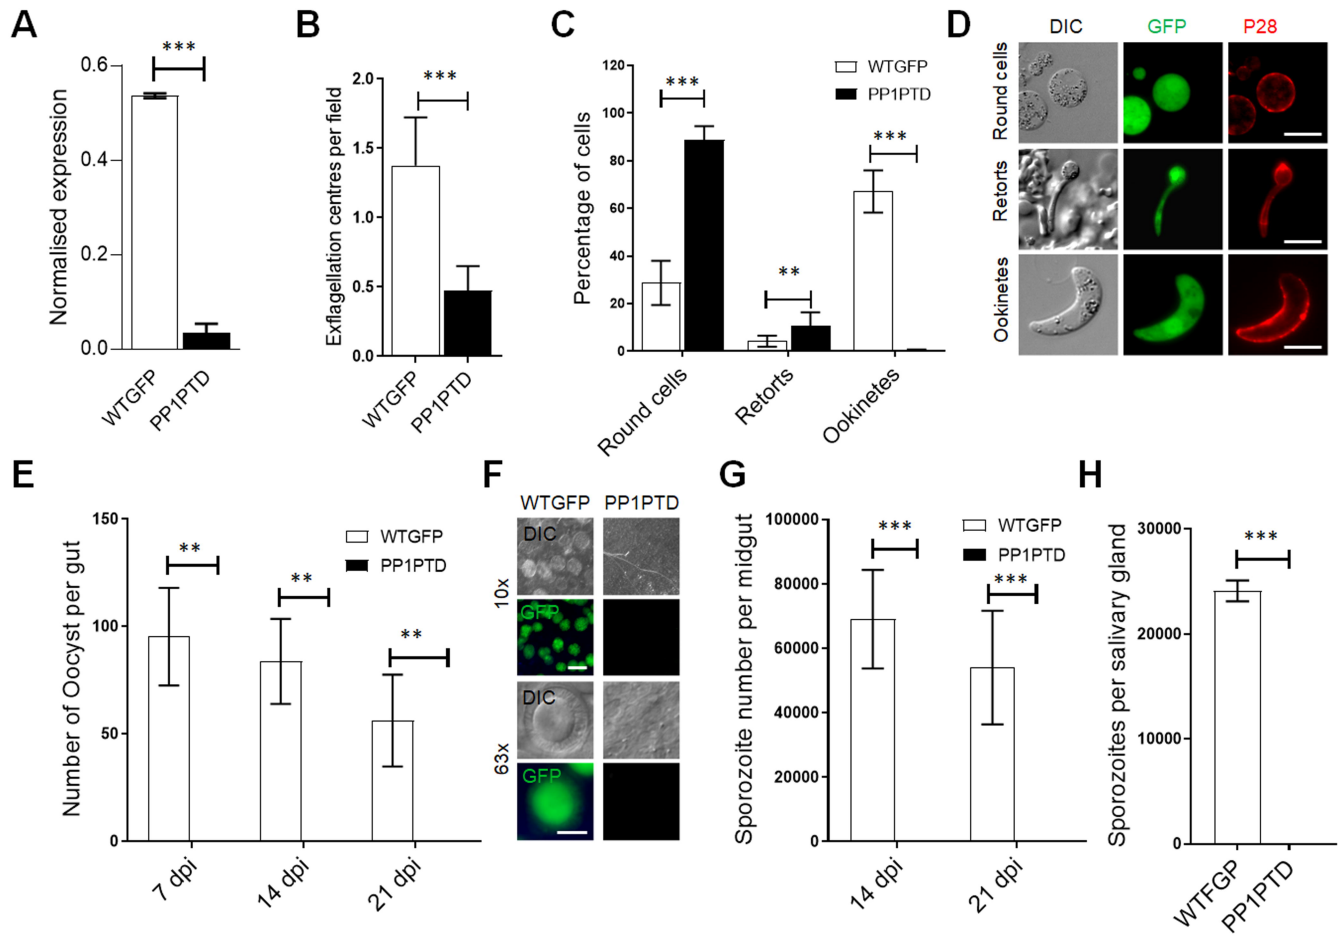 A
***
Normalised expression
0.6
0.4
0.2
0.0
WTGFP
PP1PTD
B
***
Exflagellation centres per field
2.0
1.5
1.0
0.5
0.0
WTGFP
PP1PTD
C
WTGFP
PP1PTD
***
**
***
Percentage of cells
120
100
80
60
40
20
0
Round cells
Retorts
Ookinetes
D
DIC
GFP
P28
Round cells
Retorts
Ookinetes
E
WTGFP
PP1PTD
**
**
**
Number of Oocyst per gut
150
100
50
0
7 dpi
14 dpi
21 dpi
F
WTGFP
PP1PTD
10x
DIC
GFP
63x
DIC
GFP
G
WTGFP
PP1PTD
***
***
Sporozoite number per midgut
100000
80000
60000
40000
20000
0
14 dpi
21 dpi
H
***
Sporozoites per salivary gland
30000
20000
10000
0
WTFGP
PP1PTD